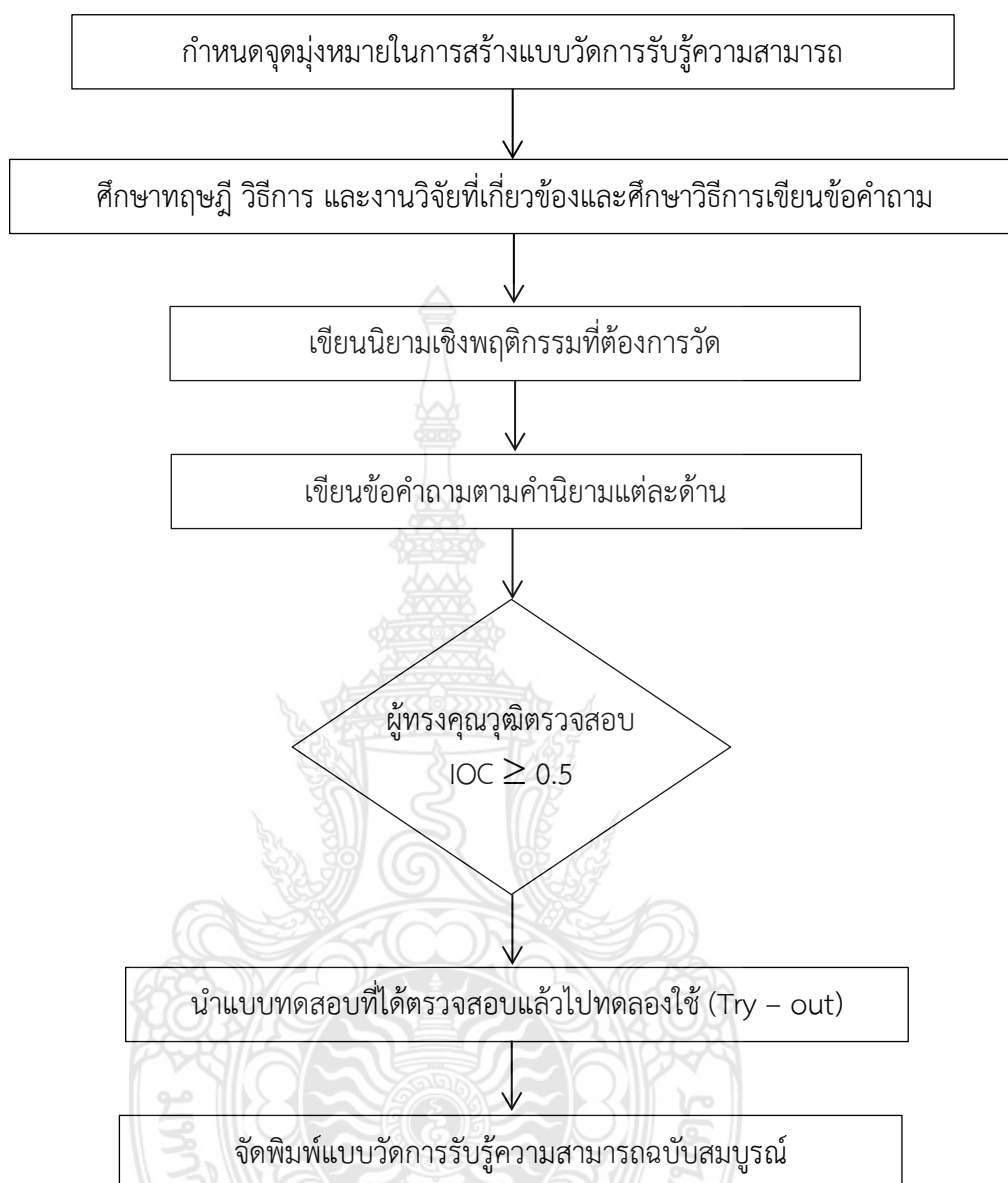 กำหนดจุดมุ่งหมายในการสร้างแบบวัดการรับรู้ความสามารถ
ศึกษาทฤษฎี วิธีการ และงานวิจัยที่เกี่ยวข้องและศึกษาวิธีการเขียนข้อคำถาม
เขียนนิยามเชิงพฤติกรรมที่ต้องการวัด
เขียนข้อคำถามตามคำนิยามแต่ละด้าน
ผู้ทรงคุณวุฒิตรวจสอบ
IOC ≥ 0.5
นำแบบทดสอบที่ได้ตรวจสอบแล้วไปทดลองใช้ (Try – out)
จัดพิมพ์แบบวัดการรับรู้ความสามารถฉบับสมบูรณ์